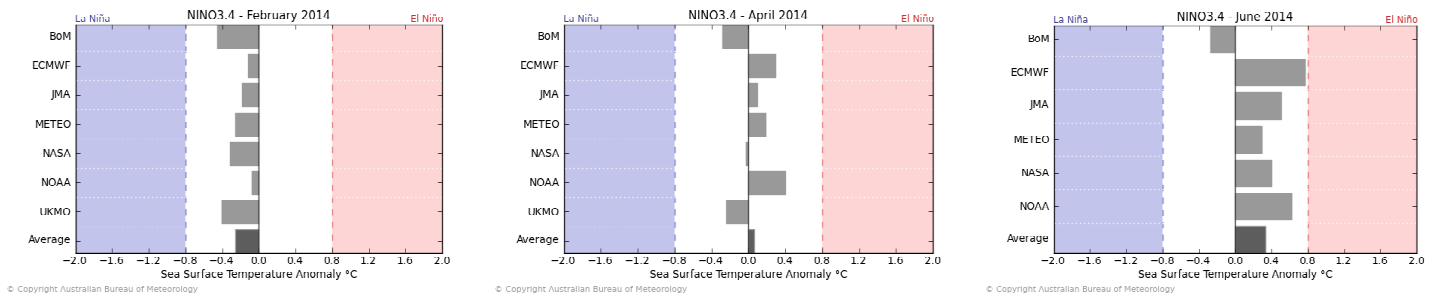 NINO3.4 - February 2014
La Niña
El Niño
BoM
ECMWF
JMA
METEO
NASA
NOAA
UKMO
Average
−2.0 −1.6 −1.2 −0.8 −0.4 0.0 0.4 0.8 1.2 1.6 2.0
Sea Surface Temperature Anomaly °C
© Copyright Australian Bureau of Meteorology
NINO3.4 - April 2014
La Niña
El Niño
BoM
ECMWF
JMA
METEO
NASA
NOAA
UKMO
Average
−2.0 −1.6 −1.2 −0.8 −0.4 0.0 0.4 0.8 1.2 1.6 2.0
Sea Surface Temperature Anomaly °C
© Copyright Australian Bureau of Meteorology
NINO3.4 - June 2014
La Niña
El Niño
BoM
ECMWF
JMA
METEO
NASA
NOAA
Average
−2.0 −1.6 −1.2 −0.8 −0.4 0.0 0.4 0.8 1.2 1.6 2.0
Sea Surface Temperature Anomaly °C
© Copyright Australian Bureau of Meteorology